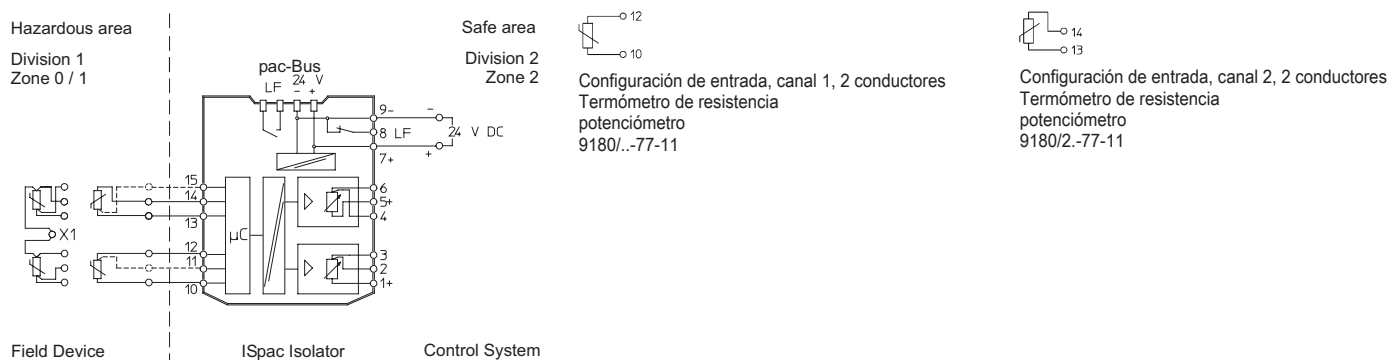 Hazardous area
Division 1
Zone 0 / 1
Safe area
Division 2
Zone 2
pac-Bus
LF 24 V
- +
9-
-
8 LF
24 V DC
7+
+
15
14
13
X1
12
11
10
µC
6
5+
4
3
2
1+
Field Device
ISpac Isolator
Control System
12
10
Configuración de entrada, canal 1, 2 conductores
Termómetro de resistencia
potenciómetro
9180/..-77-11
14
13
Configuración de entrada, canal 2, 2 conductores
Termómetro de resistencia
potenciómetro
9180/2.-77-11